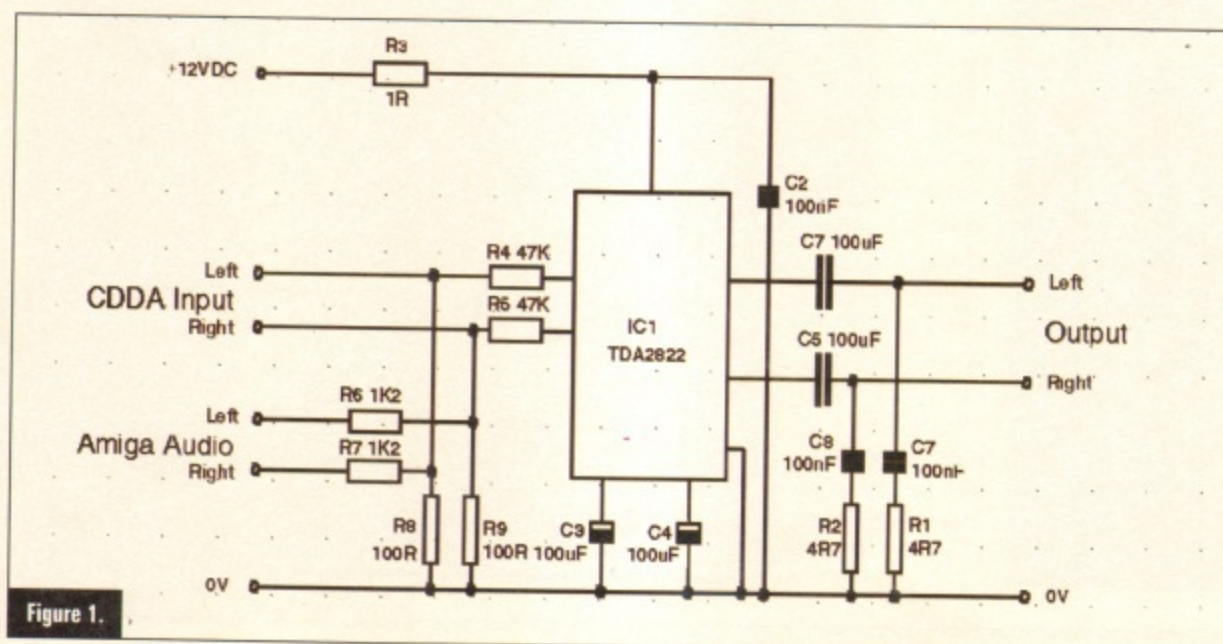 R3
+12VDC
1R
C2
100nF
R4 47K
C7 100uF
Left
Left
CDDA Input
R5 47K
Right
IC1
TDA2822
C5 100uF
Output
Right
R6 1K2
Left
Amiga Audio
R7 1K2
Right
C8
100nF
C7
100nF
R8
100R
R9
100R
C3
100uF
C4
100uF
R2
4R7
R1
4R7
0V
0V
Figure 1.